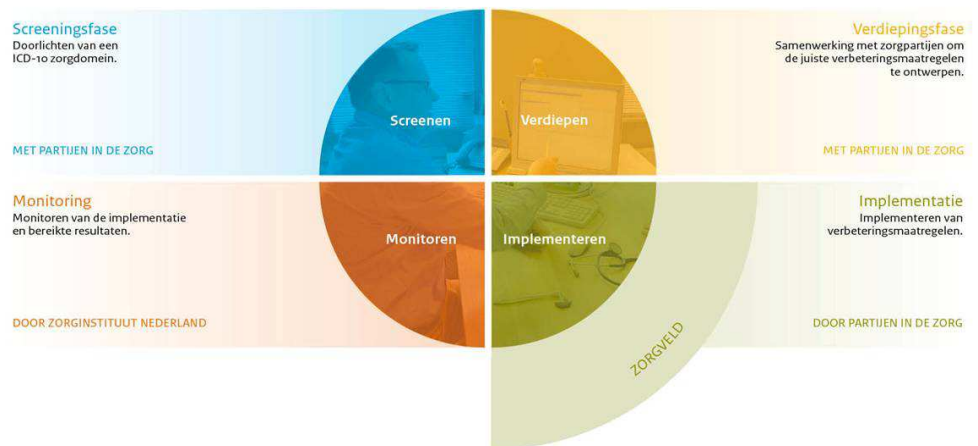 Screeningsfase
Doorlichten van een
ICD-10 zorgdomein.
MET PARTIJEN IN DE ZORG
Screenen
Verdiepen
Verdiepingsfase
Samenwerking met zorgpartijen om
de juiste verbeteringsmaatregelen
te ontwerpen.
MET PARTIJEN IN DE ZORG
Monitoring
Monitoren van de implementatie
en bereikte resultaten.
DOOR ZORGINSTITUUT NEDERLAND
Monitoren
Implementeren
ZORGVELD
Implementatie
Implementeren van
verbeteringsmaatregelen.
DOOR PARTIJEN IN DE ZORG